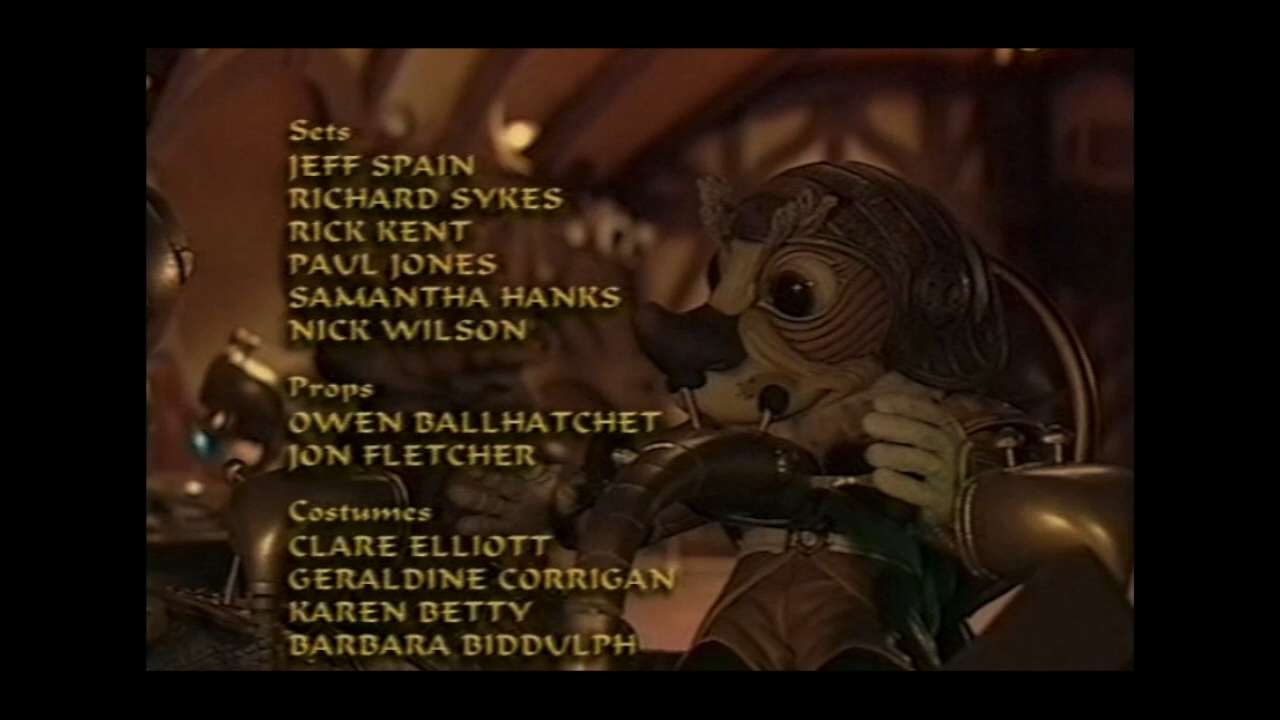 Sets
JEFF SPAIN
RICHARD SYKES
RICK KENT
PAUL JONES
SAMANTHA HANKS
NICK WILSON
Props
OWEN BALLHATCHET
JON FLETCHER
Costumes
CLARE ELLIOTT
GERALDINE CORRIGAN
KAREN BETTY
BARBARA BIDDULPH